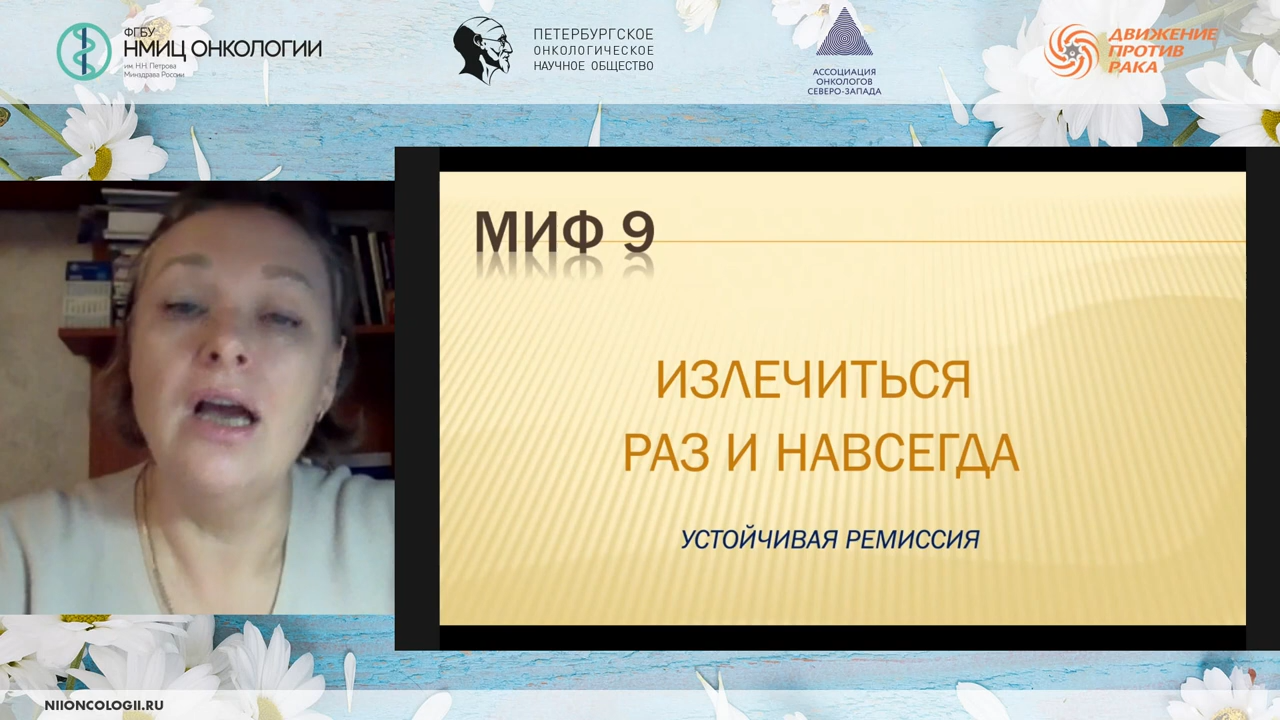 ФГБУ
НМИЦ ОНКОЛОГИИ
им. Н.Н. Петрова
Минздрава России
ПЕТЕРБУРГСКОЕ
ОНКОЛОГИЧЕСКОЕ
НАУЧНОЕ ОБЩЕСТВО
АССОЦИАЦИЯ
ОНКОЛОГОВ
СЕВЕРО-ЗАПАДА
ДВИЖЕНИЕ
ПРОТИВ
РАКА
МИФ 9
ИЗЛЕЧИТЬСЯ
РАЗ И НАВСЕГДА
УСТОЙЧИВАЯ РЕМИССИЯ
NIIONCOLOGII.RU